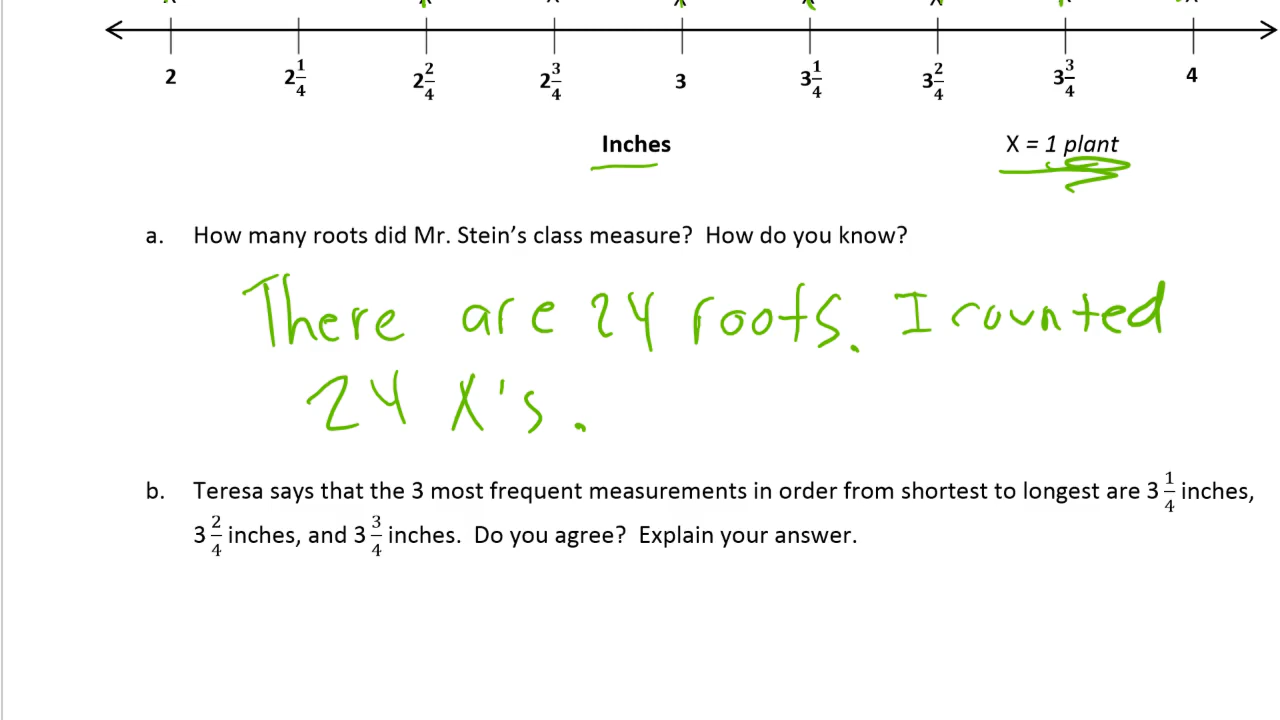 2 2 1/4 2 2/4 2 3/4 3 3 1/4 3 2/4 3 3/4 4
Inches X = 1 plant
a. How many roots did Mr. Stein’s class measure? How do you know?
There are 24 roots. I counted
24 X's.
b. Teresa says that the 3 most frequent measurements in order from shortest to longest are 3 1/4 inches,
3 2/4 inches, and 3 3/4 inches. Do you agree? Explain your answer.